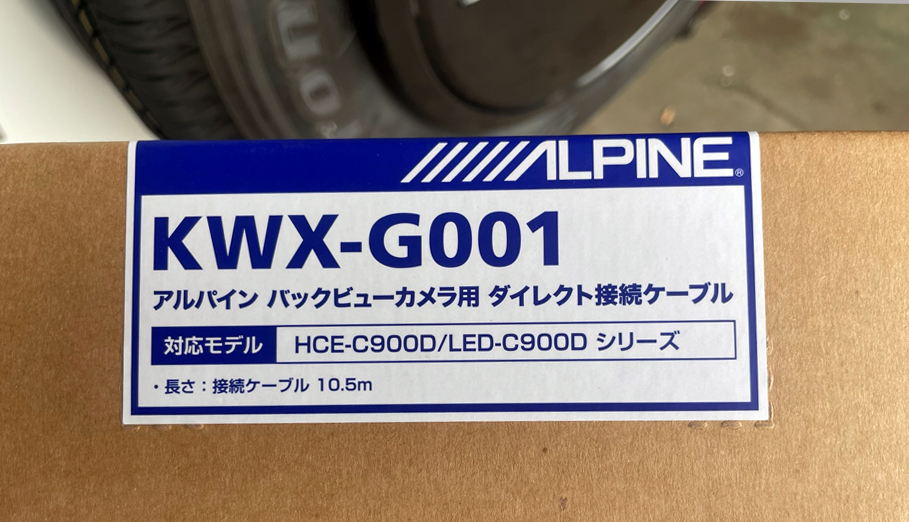 ALPINE®
KWX-G001
アルパイン バックビューカメラ用 ダイレクト接続ケーブル
対応モデル HCE-C900D/LED-C900D シリーズ
・長さ：接続ケーブル 10.5m